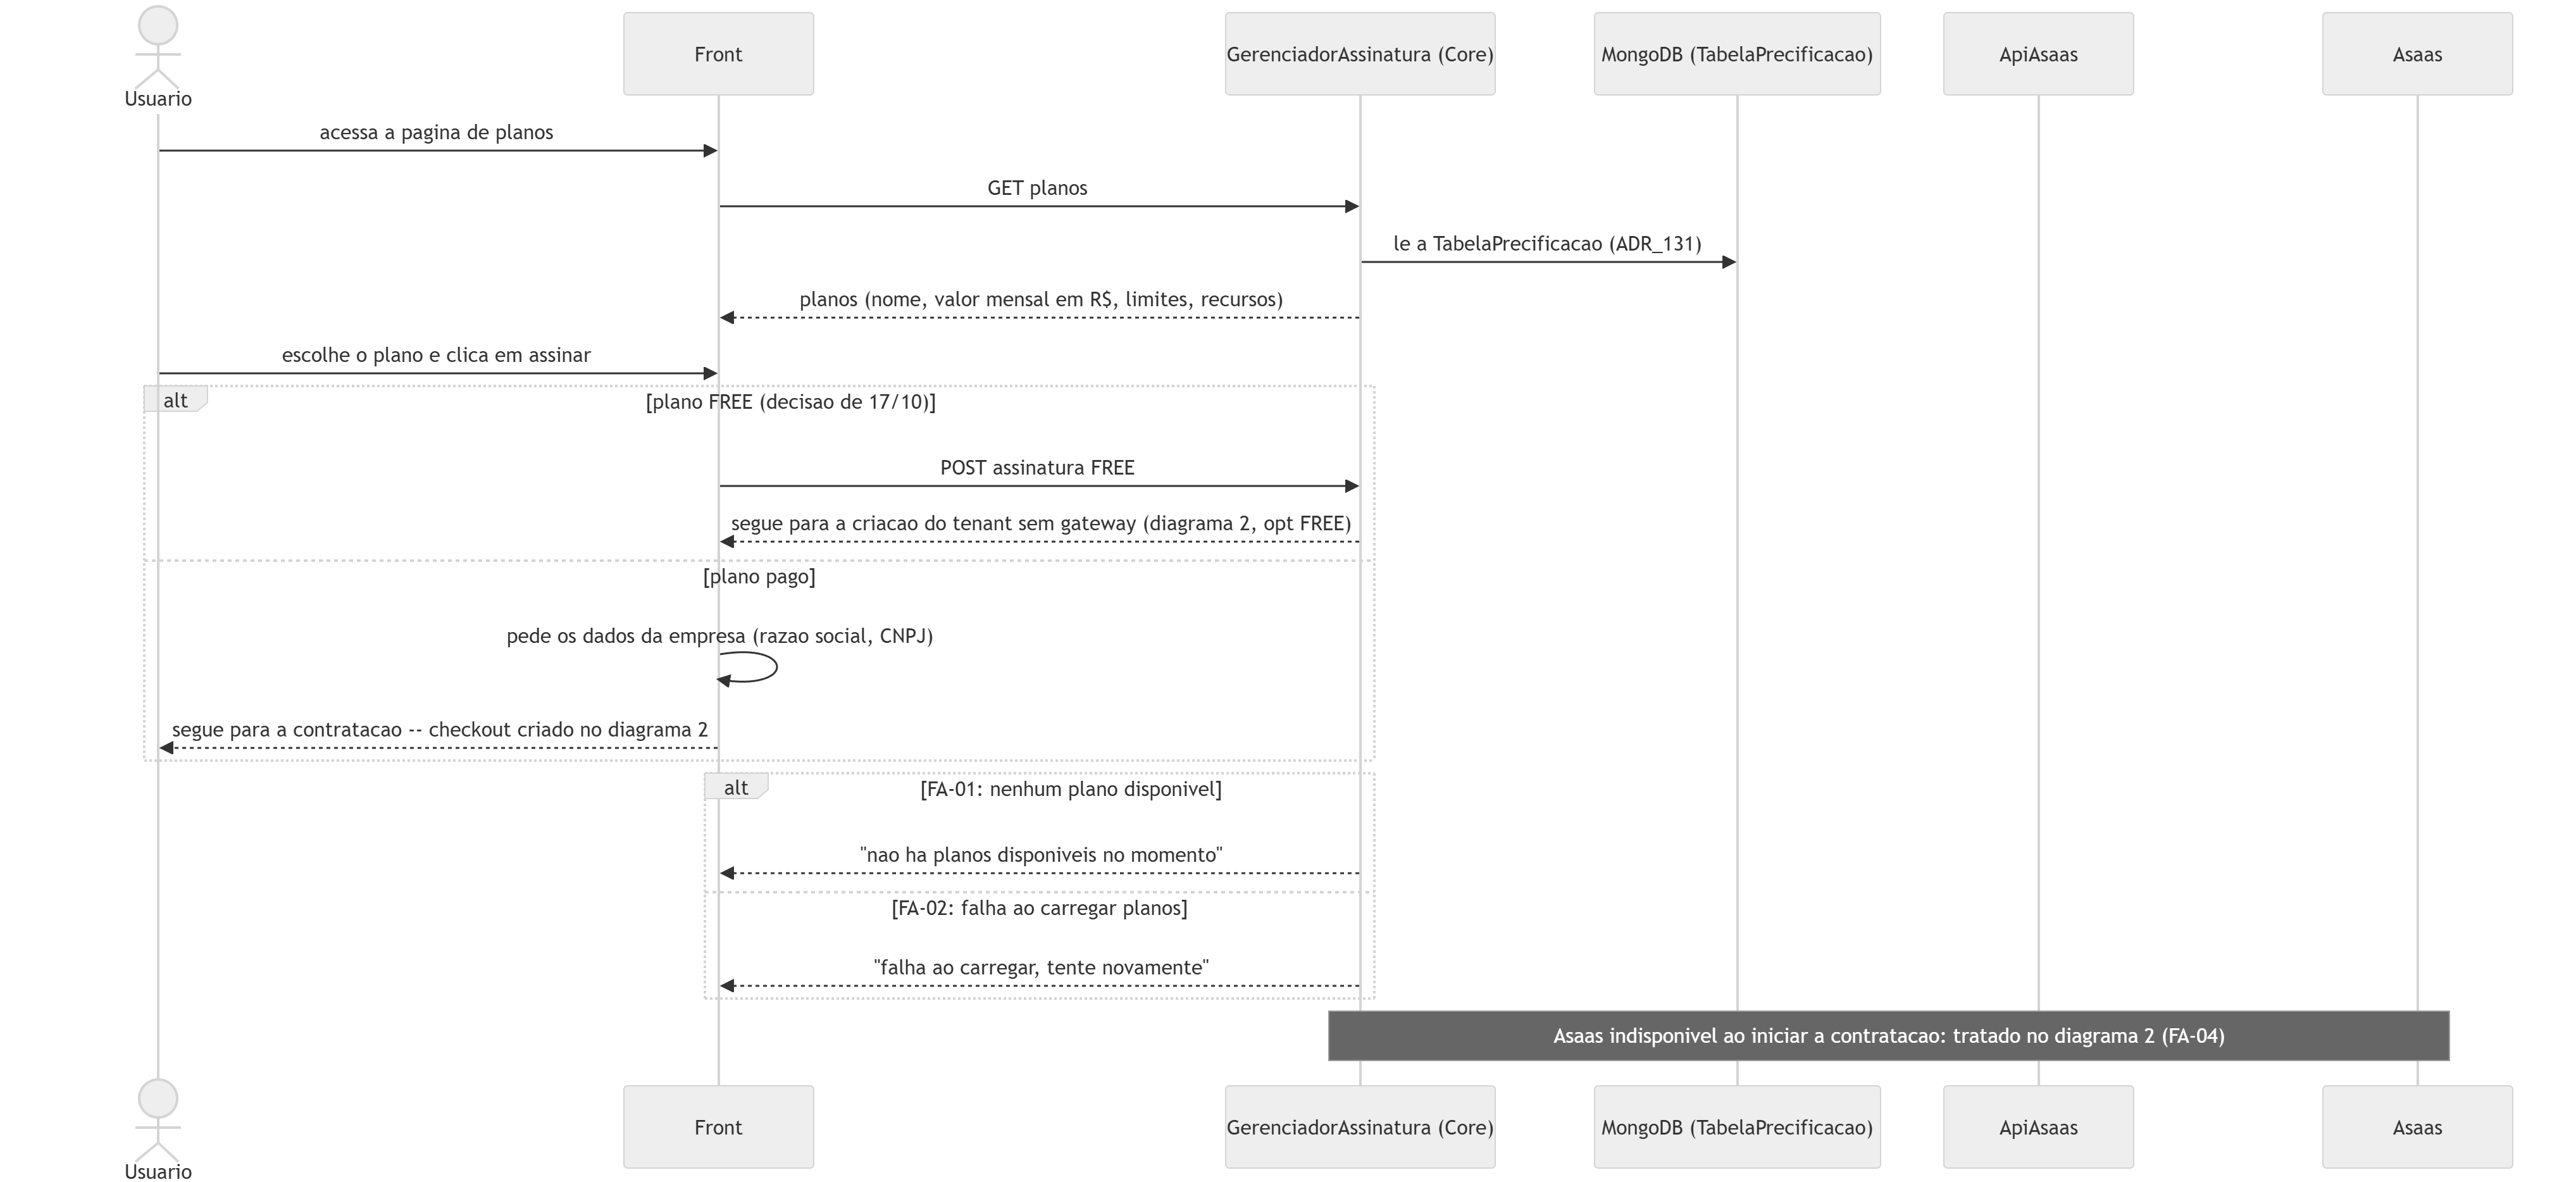 Usuario
Front
GerenciadorAssinatura (Core)
MongoDB (TabelaPrecificacao)
ApiAsaas
Asaas
acessa a pagina de planos
GET planos
le a TabelaPrecificacao (ADR_131)
planos (nome, valor mensal em R$, limites, recursos)
escolhe o plano e clica em assinar
alt
[plano FREE (decisao de 17/10)]
POST assinatura FREE
segue para a criacao do tenant sem gateway (diagrama 2, opt FREE)
[plano pago]
pede os dados da empresa (razao social, CNPJ)
segue para a contratacao -- checkout criado no diagrama 2
alt
[FA-01: nenhum plano disponivel]
"nao ha planos disponiveis no momento"
[FA-02: falha ao carregar planos]
"falha ao carregar, tente novamente"
Asaas indisponivel ao iniciar a contratacao: tratado no diagrama 2 (FA-04)
Usuario
Front
GerenciadorAssinatura (Core)
MongoDB (TabelaPrecificacao)
ApiAsaas
Asaas